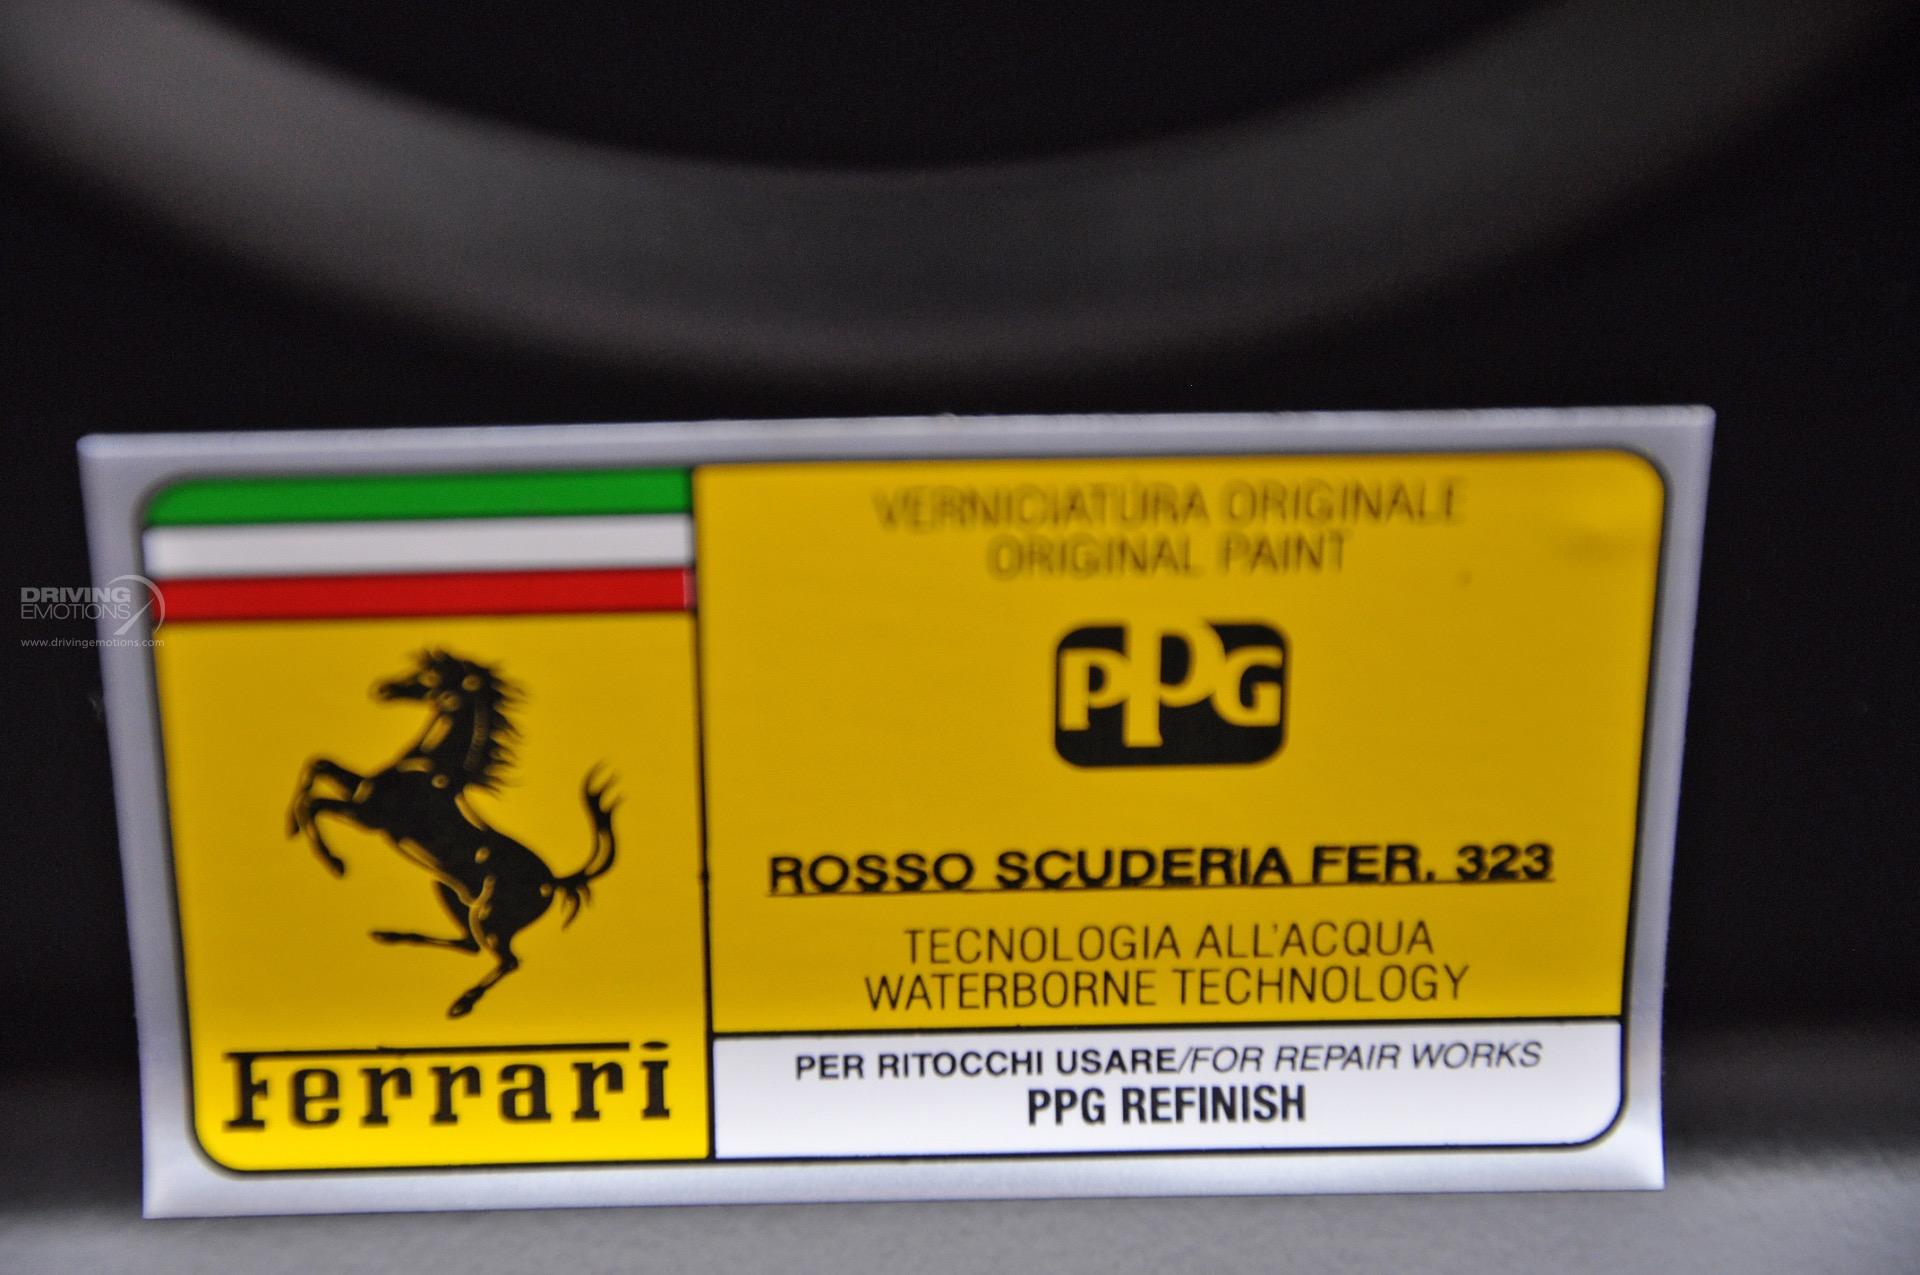 DRIVING
EMOTIONS
www.drivingemotions.com
Ferrari
VERNICIATURA ORIGINALE
ORIGINAL PAINT
PPG
ROSSO SCUDERIA FER. 323
TECNOLOGIA ALL'ACQUA
WATERBORNE TECHNOLOGY
PER RITOCCHI USARE/FOR REPAIR WORKS
PPG REFINISH